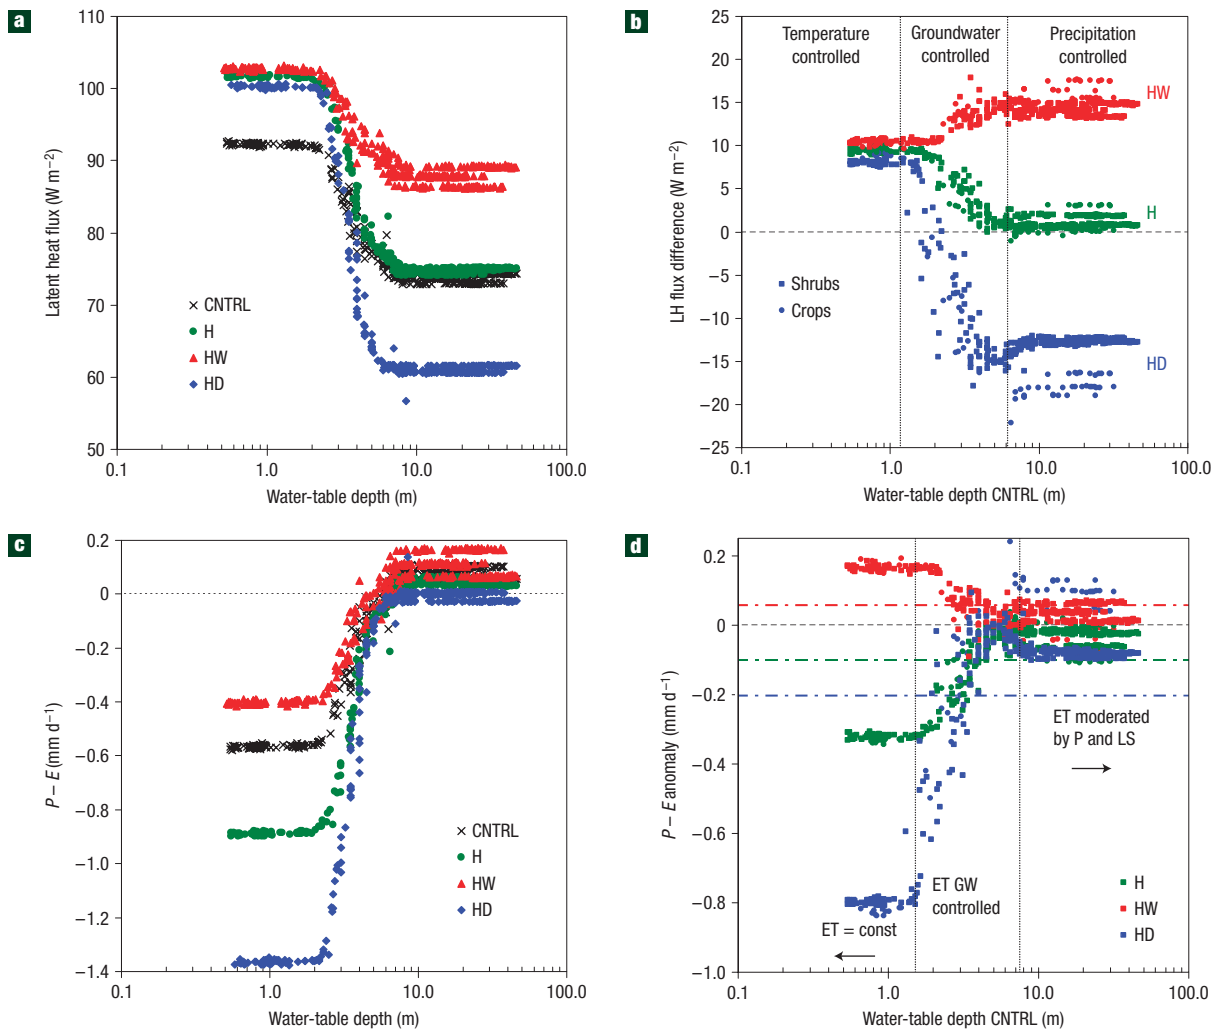 a
110
100
90
80
70
60
50
Latent heat flux (W m−2)
CNTRL
H
HW
HD
0.1
1.0
10.0
100.0
Water-table depth (m)
b
25
20
15
10
5
0
−5
−10
−15
−20
−25
LH flux difference (W m−2)
Temperature
controlled
Groundwater
controlled
Precipitation
controlled
HW
H
HD
Shrubs
Crops
0.1
1.0
10.0
100.0
Water-table depth CNTRL (m)
c
0.2
0
−0.2
−0.4
−0.6
−0.8
−1.0
−1.2
−1.4
P − E (mm d−1)
CNTRL
H
HW
HD
0.1
1.0
10.0
100.0
Water-table depth (m)
d
0.2
0
−0.2
−0.4
−0.6
−0.8
−1.0
P − E anomaly (mm d−1)
ET moderated
by P and LS
ET GW
controlled
ET = const
H
HW
HD
0.1
1.0
10.0
100.0
Water-table depth CNTRL (m)